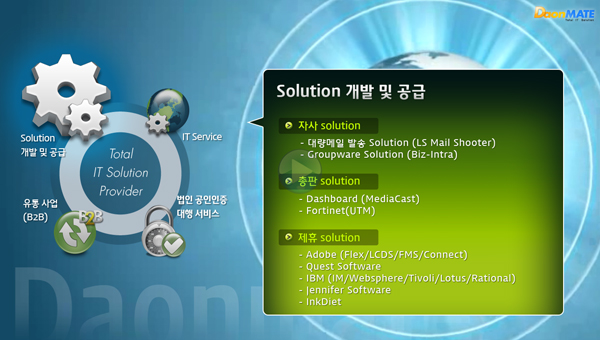 DaonMATE
Total IT Service
Solution
개발 및 공급
IT Service
Total
IT Solution
Provider
유통 사업
(B2B)
B2B
법인 공인인증
대행 서비스
Solution 개발 및 공급
자사 solution
- 대량메일 발송 Solution (LS Mail Shooter)
- Groupware Solution (Biz-Intra)
총판 solution
- Dashboard (MediaCast)
- Fortinet(UTM)
제휴 solution
- Adobe (Flex/LCDS/FMS/Connect)
- Quest Software
- IBM (IM/Websphere/Tivoli/Lotus/Rational)
- Jennifer Software
- InkDiet